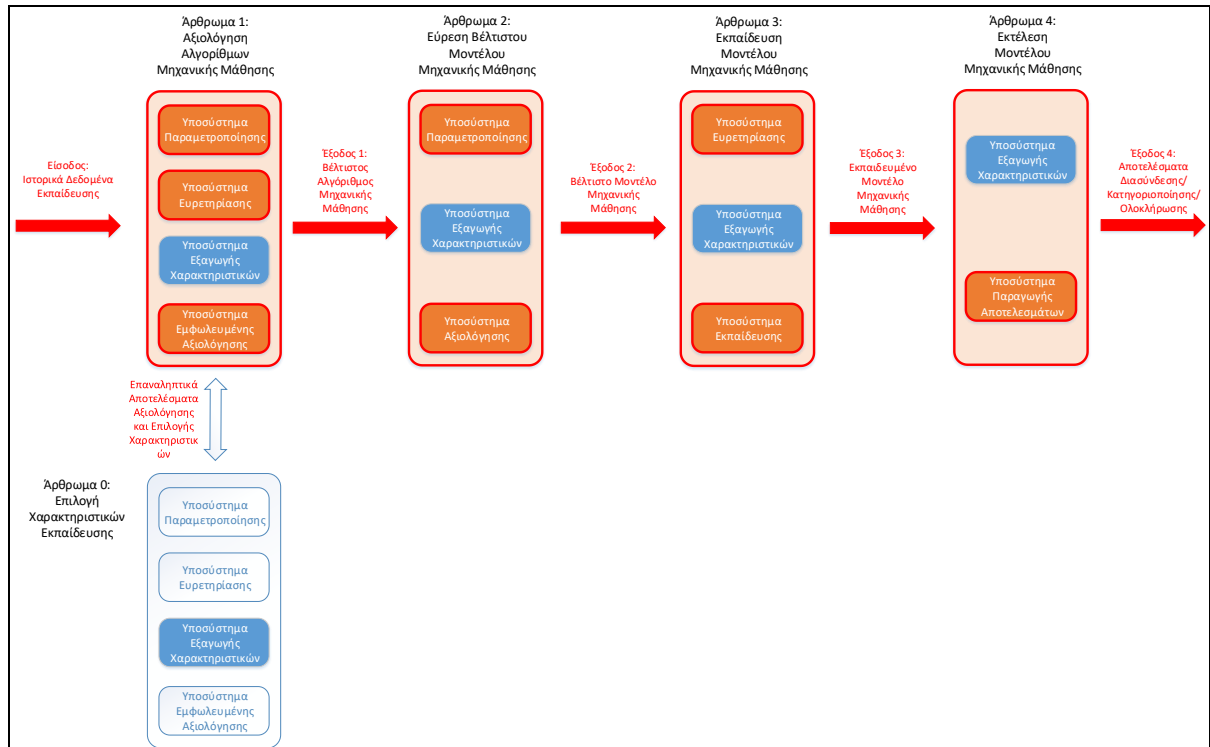 Άρθρωμα 1:
Αξιολόγηση
Αλγορίθμων
Μηχανικής Μάθησης
Άρθρωμα 2:
Εύρεση Βέλτιστου
Μοντέλου
Μηχανικής Μάθησης
Άρθρωμα 3:
Εκπαίδευση
Μοντέλου
Μηχανικής Μάθησης
Άρθρωμα 4:
Εκτέλεση
Μοντέλου
Μηχανικής Μάθησης
Είσοδος:
Ιστορικά Δεδομένα
Εκπαίδευσης
Υποσύστημα
Παραμετροποίησης
Υποσύστημα
Ευρετηρίασης
Υποσύστημα
Εξαγωγής
Χαρακτηριστικών
Υποσύστημα
Εμφωλευμένης
Αξιολόγησης
Έξοδος 1:
Βέλτιστος
Αλγόριθμος
Μηχανικής
Μάθησης
Υποσύστημα
Παραμετροποίησης
Υποσύστημα
Εξαγωγής
Χαρακτηριστικών
Υποσύστημα
Αξιολόγησης
Έξοδος 2:
Βέλτιστο Μοντέλο
Μηχανικής
Μάθησης
Υποσύστημα
Ευρετηρίασης
Υποσύστημα
Εξαγωγής
Χαρακτηριστικών
Υποσύστημα
Εκπαίδευσης
Έξοδος 3:
Εκπαιδευμένο
Μοντέλο
Μηχανικής
Μάθησης
Υποσύστημα
Εξαγωγής
Χαρακτηριστικών
Υποσύστημα
Παραγωγής
Αποτελεσμάτων
Έξοδος 4:
Αποτελέσματα
Διασύνδεσης/
Κατηγοριοποίησης/
Ολοκλήρωσης
Επαναληπτικά
Αποτελέσματα
Αξιολόγησης
και Επιλογής
Χαρακτηριστικ
ών
Άρθρωμα 0:
Επιλογή
Χαρακτηριστικών
Εκπαίδευσης
Υποσύστημα
Παραμετροποίησης
Υποσύστημα
Ευρετηρίασης
Υποσύστημα
Εξαγωγής
Χαρακτηριστικών
Υποσύστημα
Εμφωλευμένης
Αξιολόγησης